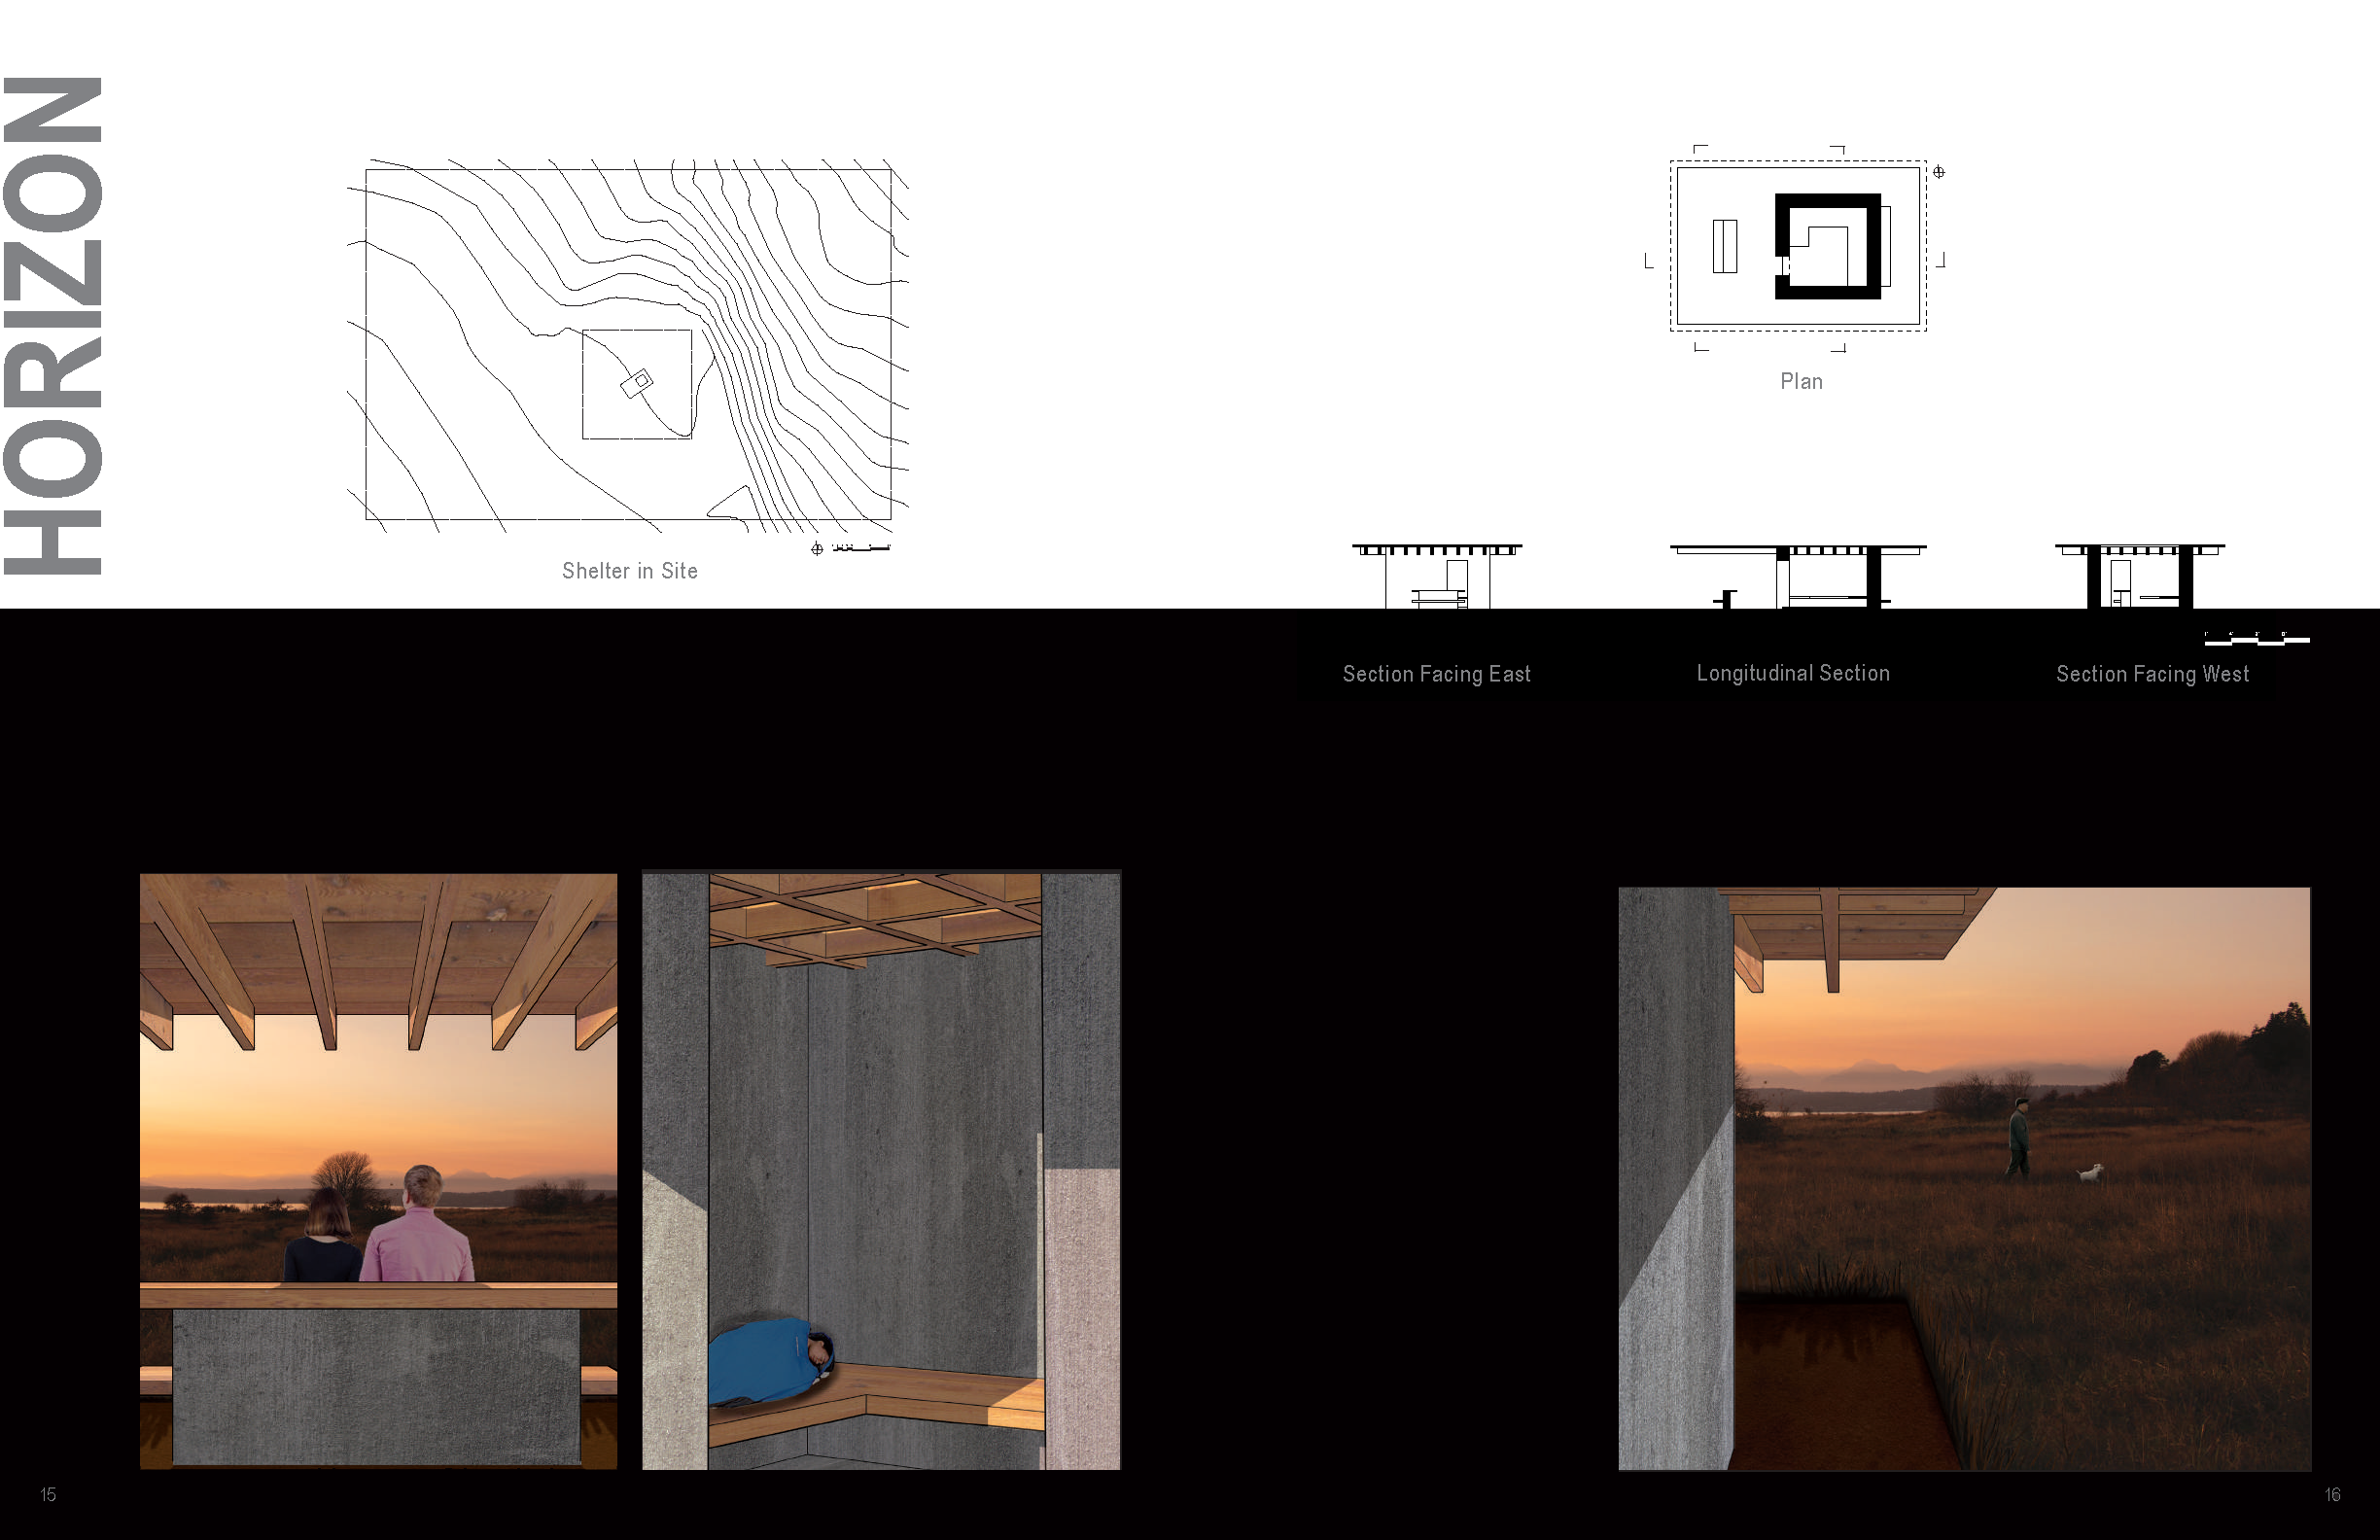 HORIZON
Shelter in Site
Plan
Section Facing East
Longitudinal Section
Section Facing West
15
16